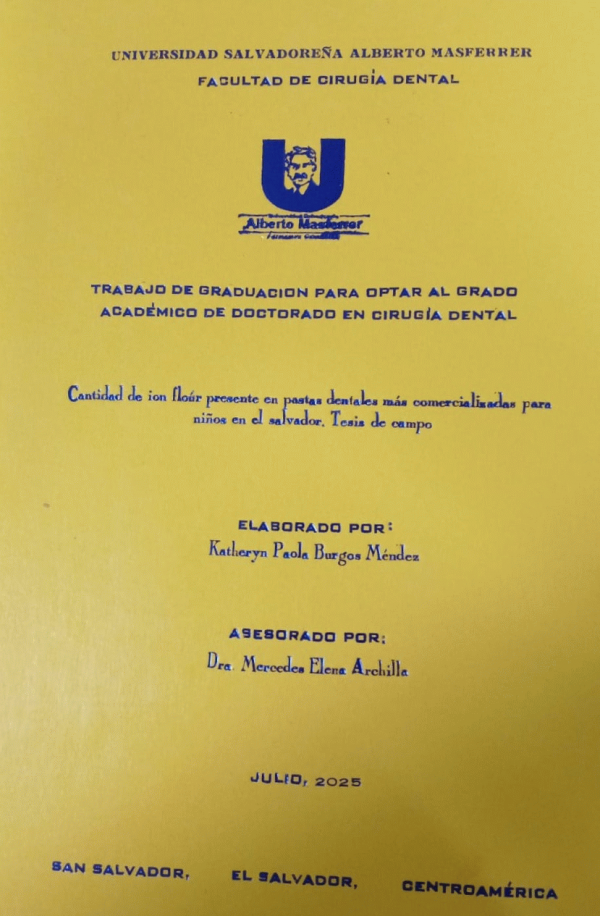 UNIVERSIDAD SALVADOREÑA ALBERTO MASFERRER
FACULTAD DE CIRUGÍA DENTAL
Alberto Masferrer
TRABAJO DE GRADUACION PARA OPTAR AL GRADO
ACADÉMICO DE DOCTORADO EN CIRUGÍA DENTAL
Cantidad de ion floúr presente en pastas dentales más comercializadas para
niños en el salvador. Tesis de campo
ELABORADO POR:
Katheryn Paola Burgos Méndez
ASESORADO POR:
Dra. Mercedes Elena Archilla
JULIO, 2025
SAN SALVADOR, EL SALVADOR, CENTROAMÉRICA